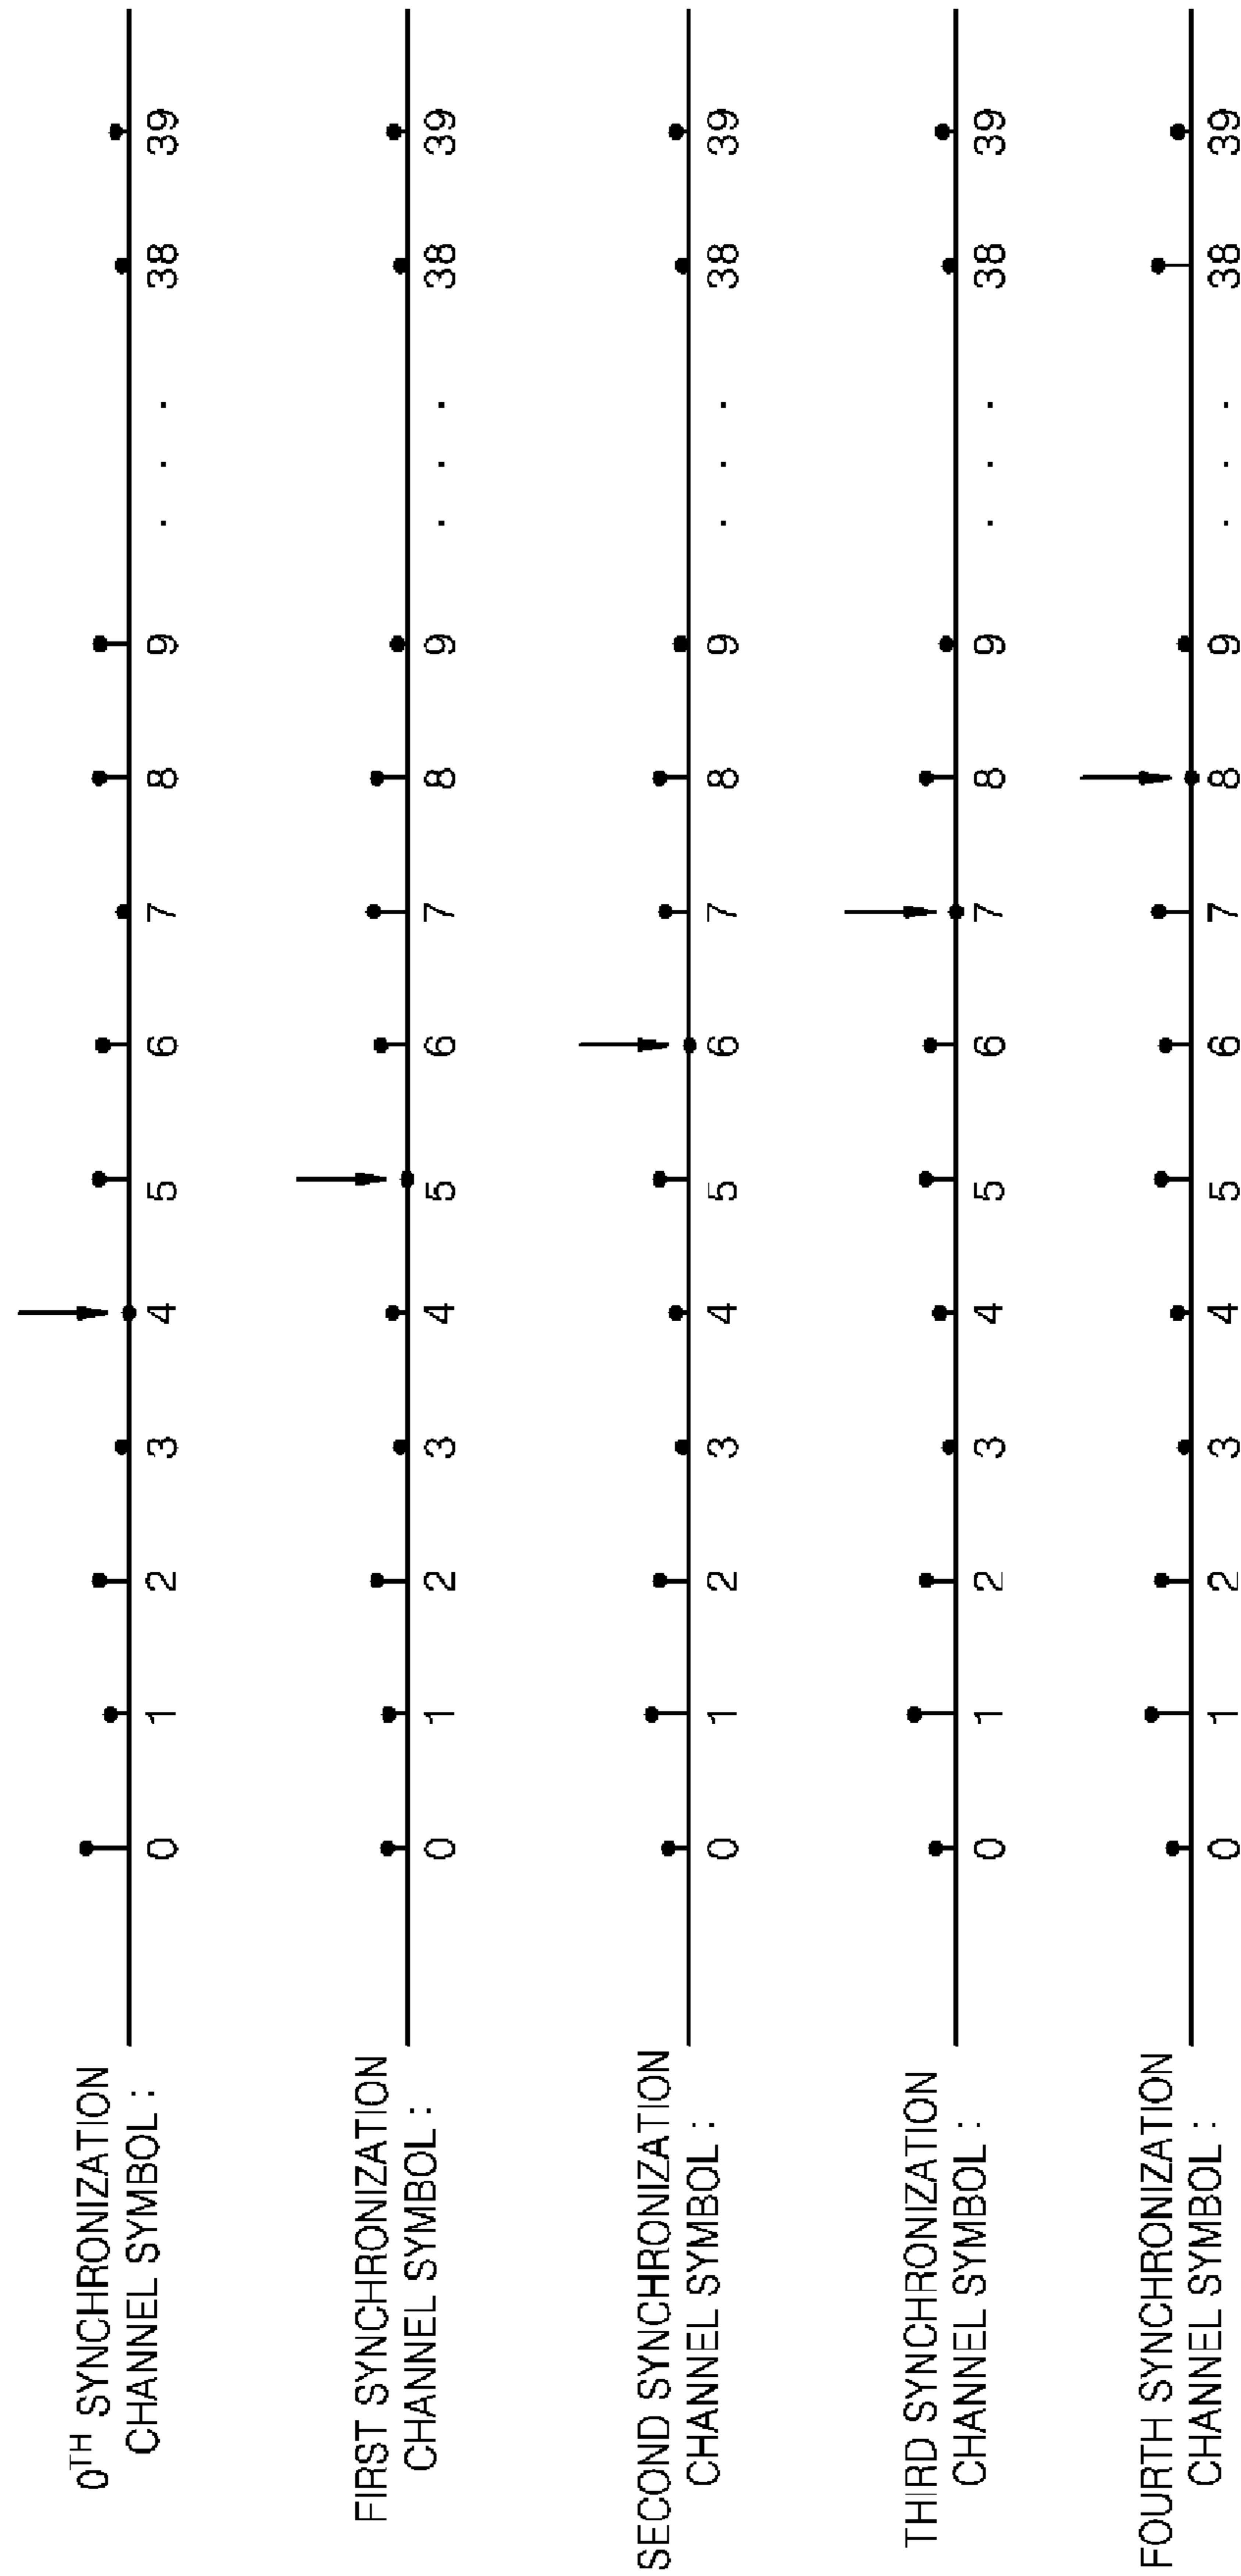 0TH SYNCHRONIZATION
CHANNEL SYMBOL :
0 1 2 3 4 5 6 7 8 9 . . . 38 39
FIRST SYNCHRONIZATION
CHANNEL SYMBOL :
0 1 2 3 4 5 6 7 8 9 . . . 38 39
SECOND SYNCHRONIZATION
CHANNEL SYMBOL :
0 1 2 3 4 5 6 7 8 9 . . . 38 39
THIRD SYNCHRONIZATION
CHANNEL SYMBOL :
0 1 2 3 4 5 6 7 8 9 . . . 38 39
FOURTH SYNCHRONIZATION
CHANNEL SYMBOL :
0 1 2 3 4 5 6 7 8 9 . . . 38 39